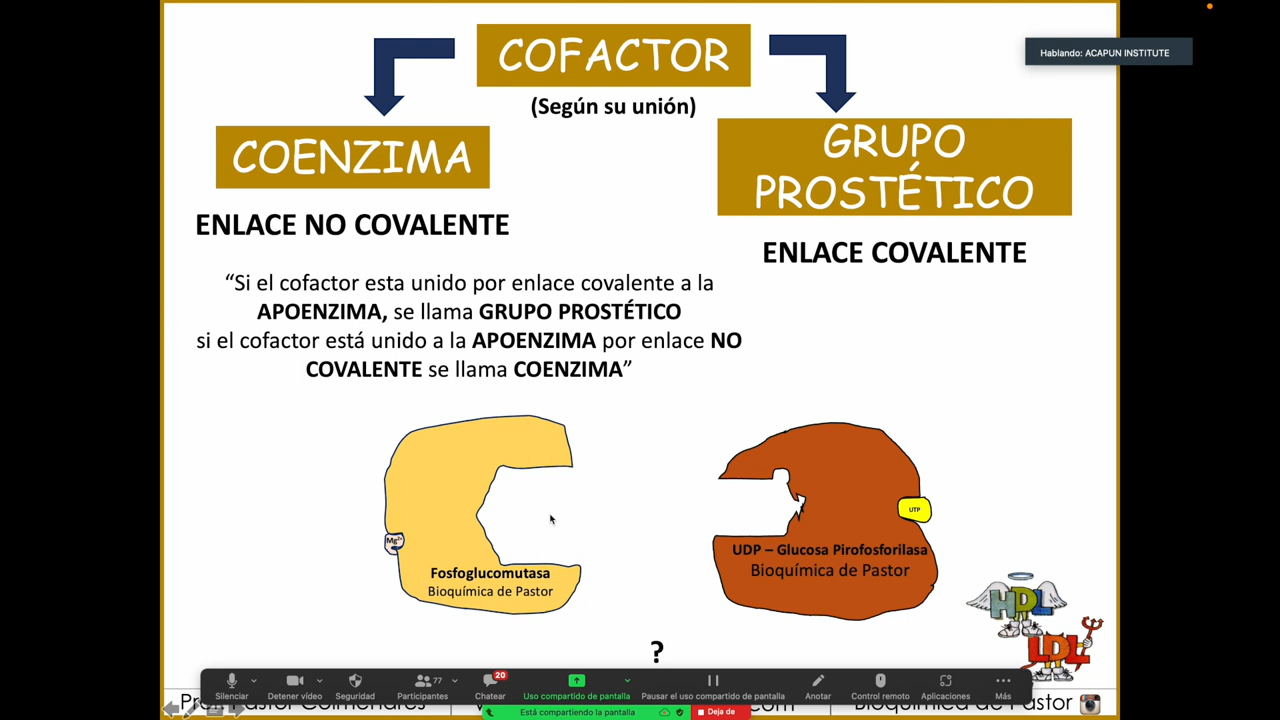 COFACTOR
(Según su unión)
Hablando: ACAPUN INSTITUTE
COENZIMA
GRUPO
PROSTÉTICO
ENLACE NO COVALENTE
ENLACE COVALENTE
“Si el cofactor esta unido por enlace covalente a la
APOENZIMA, se llama GRUPO PROSTÉTICO
si el cofactor está unido a la APOENZIMA por enlace NO
COVALENTE se llama COENZIMA”
Mg²⁺
Fosfoglucomutasa
Bioquímica de Pastor
UTP
UDP – Glucosa Pirofosforilasa
Bioquímica de Pastor
HDL
LDL
?
77
20
Silenciar
Detener vídeo
Seguridad
Participantes
Chatear
Uso compartido de pantalla
Pausar el uso compartido de pantalla
Anotar
Control remoto
Aplicaciones
Más
Está compartiendo la pantalla
Deja de